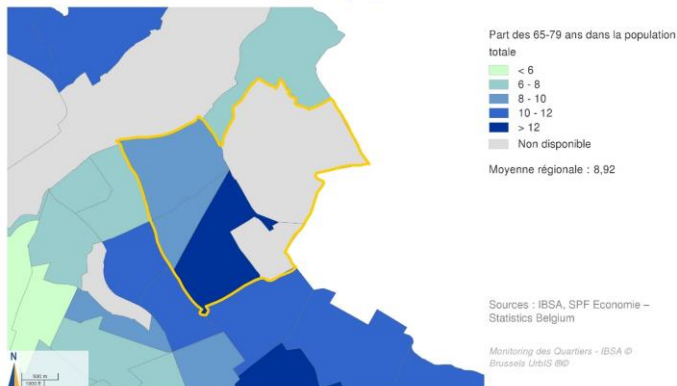 Part des 65-79 ans dans la population
totale
< 6
6 - 8
8 - 10
10 - 12
> 12
Non disponible
Moyenne régionale : 8,92
Sources : IBSA, SPF Economie –
Statistics Belgium
Monitoring des Quartiers - IBSA ©
Brussels UrbIS ®©
N
500 m